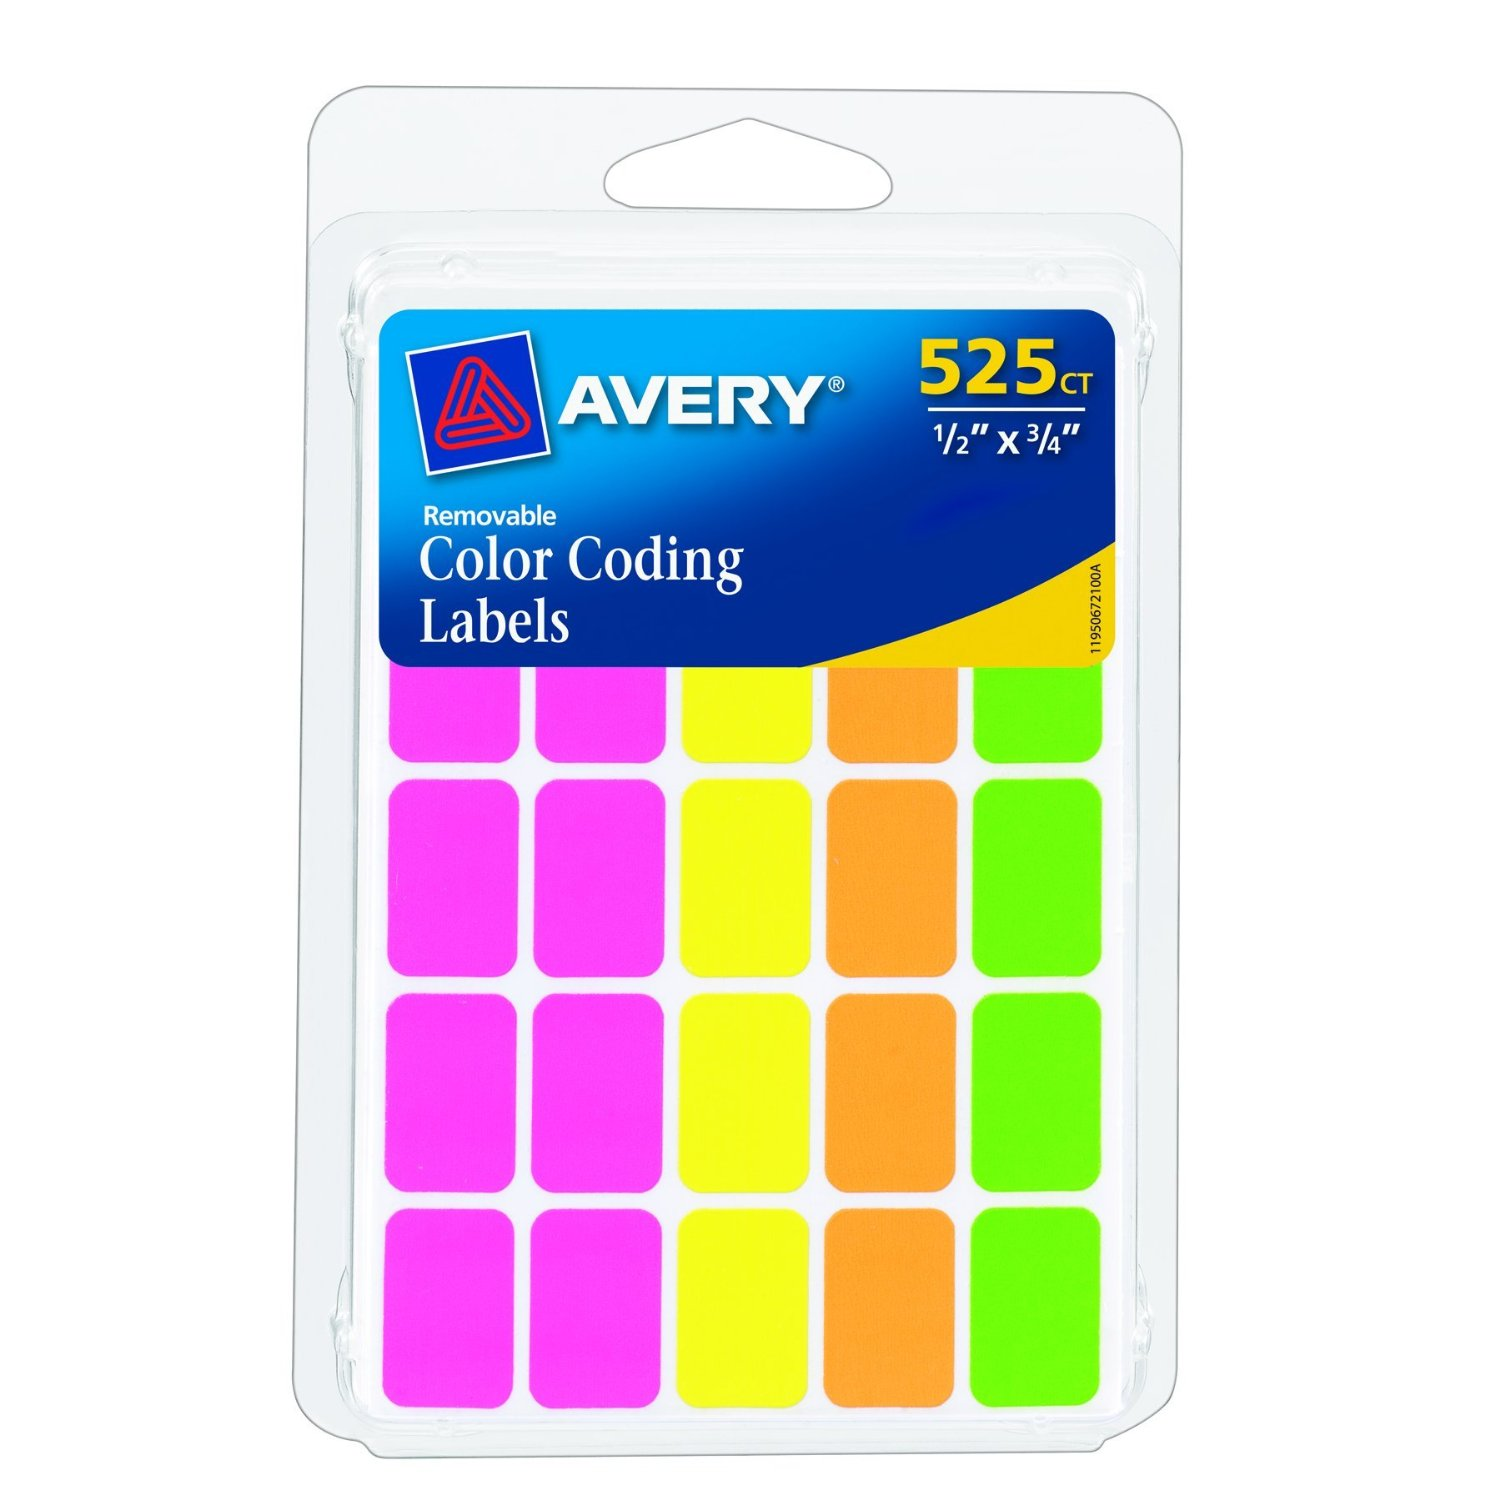 AVERY®
525CT
1/2" x 3/4"
Removable
Color Coding
Labels
11950672100A